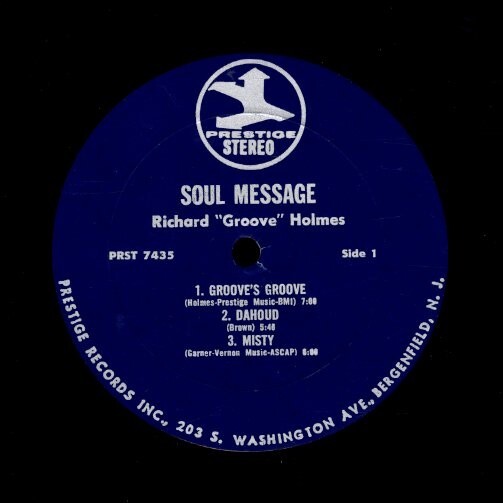 PRESTIGE
STEREO
SOUL MESSAGE
Richard "Groove" Holmes
PRST 7435
Side 1
1. GROOVE'S GROOVE
(Holmes-Prestige Music-BMI) 7:00
2. DAHOUD
(Brown) 5:48
3. MISTY
(Garner-Vernon Music-ASCAP) 6:00
PRESTIGE RECORDS INC., 203 S. WASHINGTON AVE., BERGENFIELD, N. J.